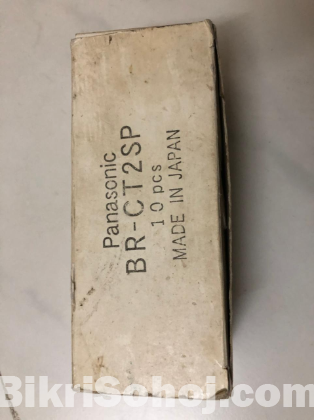 Panasonic
BR-CT2SP
10 pcs
MADE IN JAPAN
BikriSohoj.com